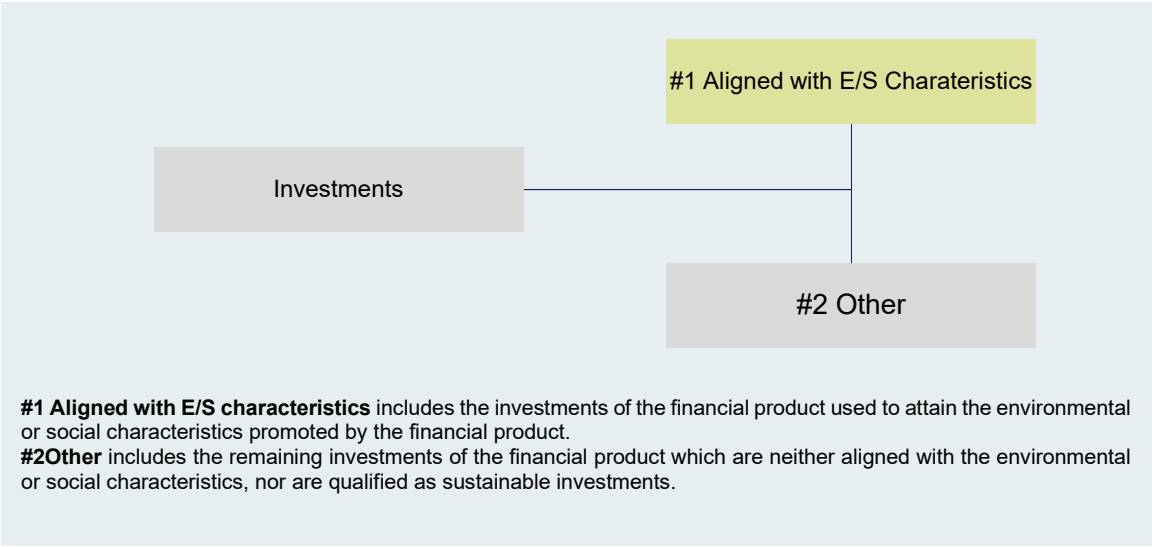 #1 Aligned with E/S Charateristics
Investments
#2 Other
#1 Aligned with E/S characteristics includes the investments of the financial product used to attain the environmental
or social characteristics promoted by the financial product.
#2Other includes the remaining investments of the financial product which are neither aligned with the environmental
or social characteristics, nor are qualified as sustainable investments.